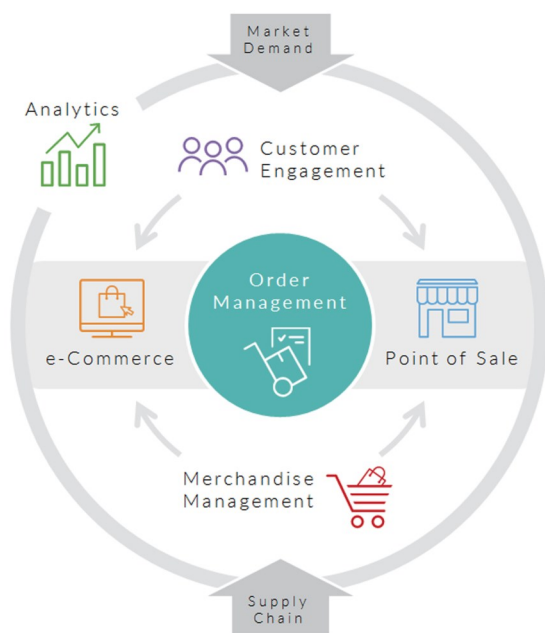 Market
Demand
Analytics
Customer
Engagement
Order
Management
e-Commerce
Point of Sale
Merchandise
Management
Supply
Chain